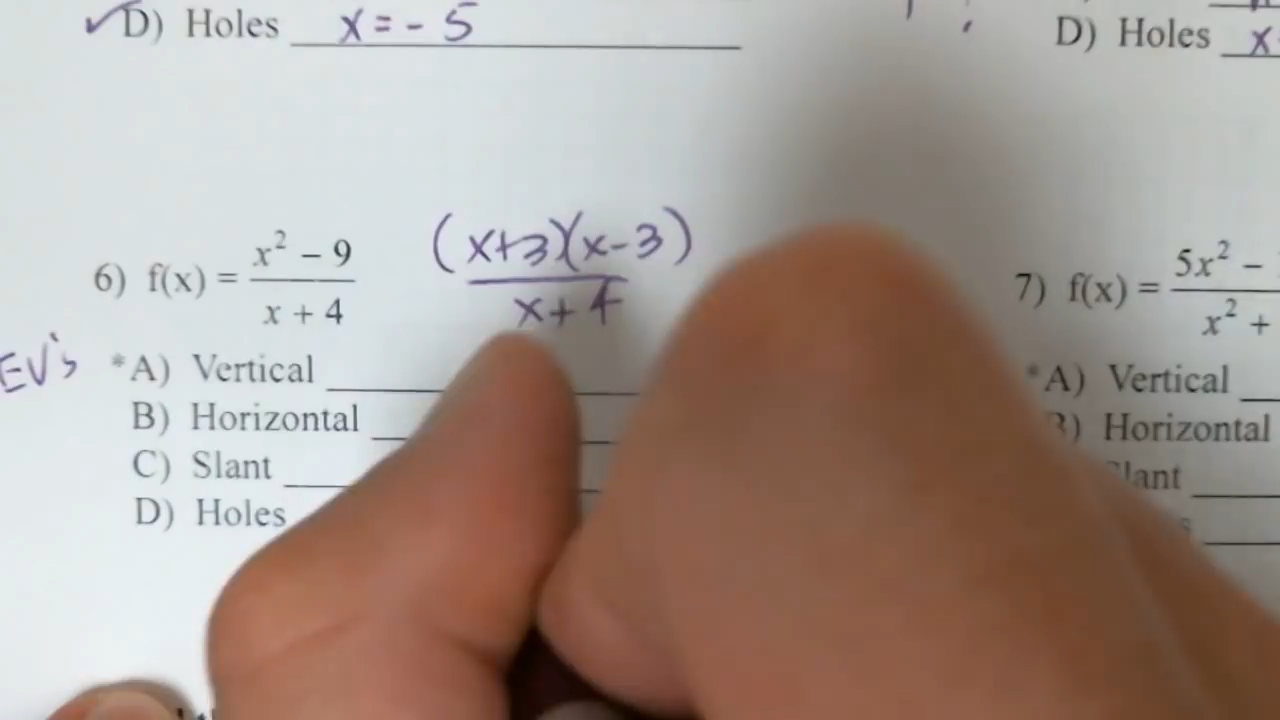 D) Holes x = - 5
D) Holes x
6) f(x) = x² - 9 / x + 4
(x+3)(x-3) / x+4
EV's
*A) Vertical
B) Horizontal
C) Slant
D) Holes
7) f(x) = 5x² - / x² +
*A) Vertical
Horizontal